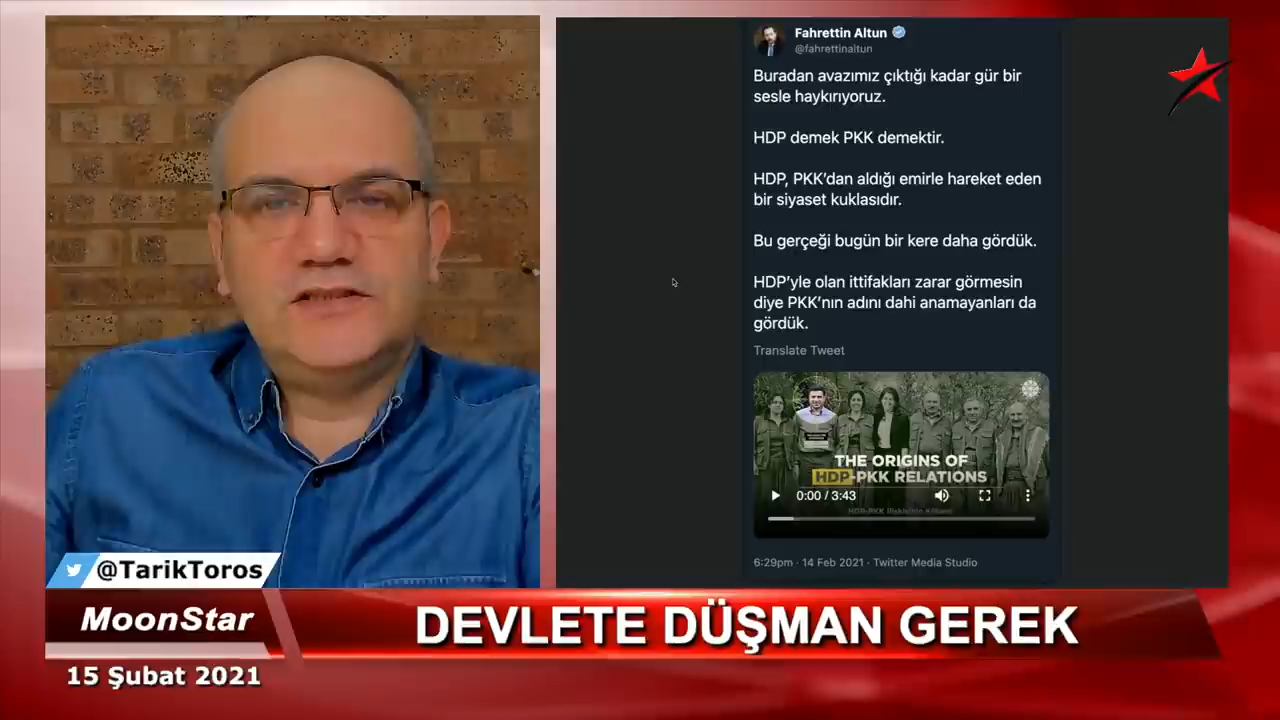 Fahrettin Altun
@fahrettinaltun
Buradan avazımız çıktığı kadar gür bir
sesle haykırıyoruz.
HDP demek PKK demektir.
HDP, PKK'dan aldığı emirle hareket eden
bir siyaset kuklasıdır.
Bu gerçeği bugün bir kere daha gördük.
HDP'yle olan ittifakları zarar görmesin
diye PKK'nın adını dahi anamayanları da
gördük.
Translate Tweet
THE ORIGINS OF
HDP-PKK RELATIONS
0:00 / 3:43
6:29pm · 14 Feb 2021 · Twitter Media Studio
@TarikToros
MoonStar
DEVLETE DÜŞMAN GEREK
15 Şubat 2021